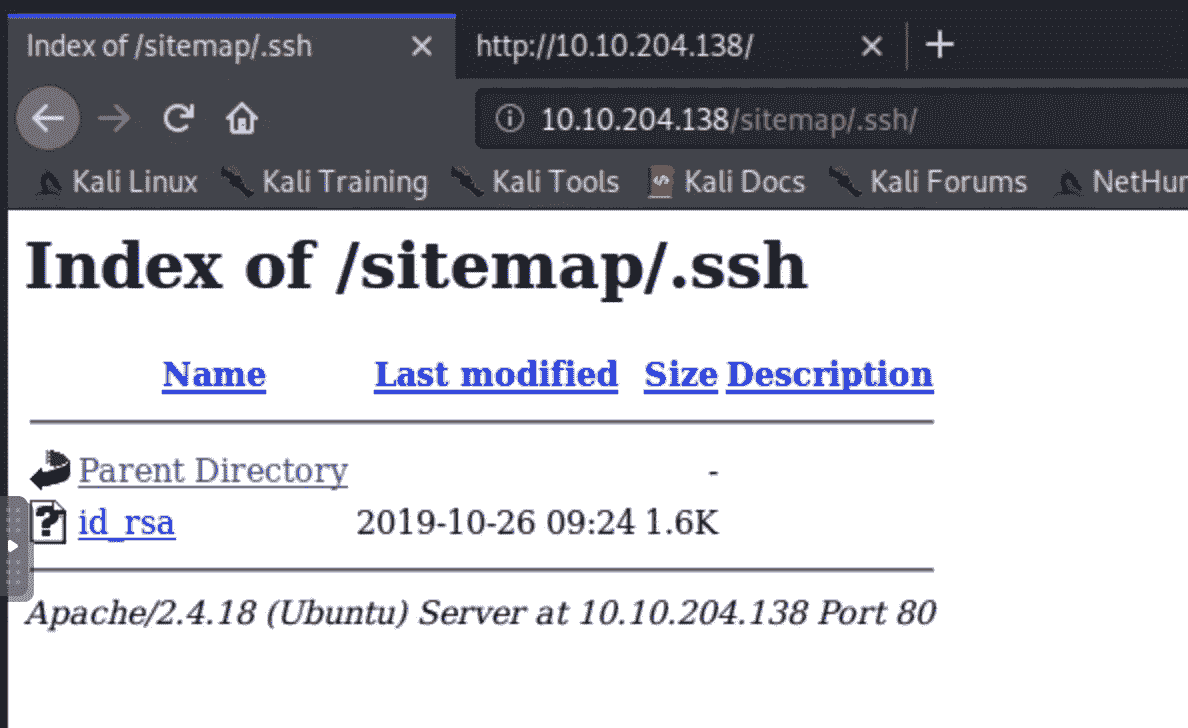 Index of /sitemap/.ssh × http://10.10.204.138/ × +
10.10.204.138/sitemap/.ssh/
Kali Linux Kali Training Kali Tools Kali Docs Kali Forums NetHun
Index of /sitemap/.ssh
Name Last modified Size Description
Parent Directory -
id_rsa 2019-10-26 09:24 1.6K
Apache/2.4.18 (Ubuntu) Server at 10.10.204.138 Port 80